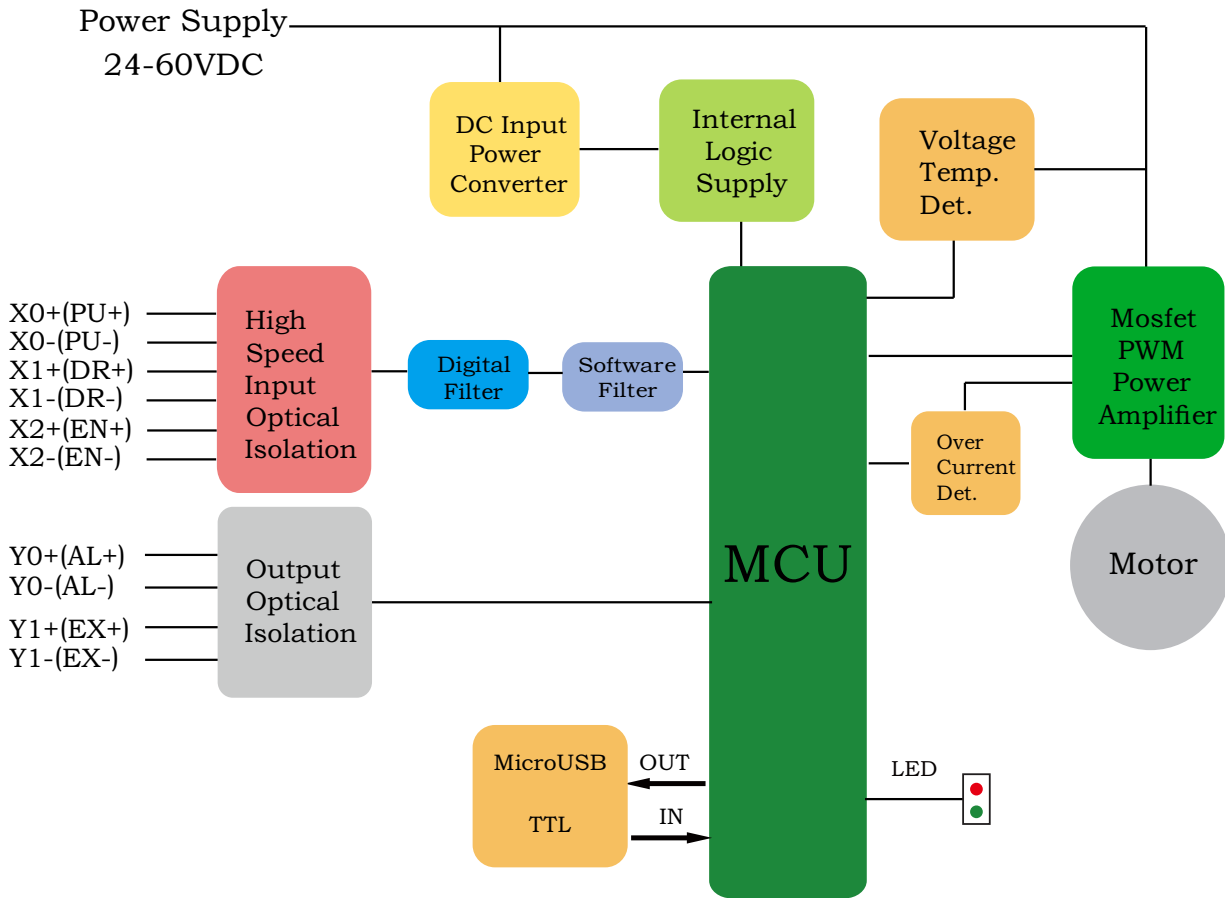 Power Supply
24-60VDC
DC Input
Power
Converter
Internal
Logic
Supply
Voltage
Temp.
Det.
X0+(PU+)
X0-(PU-)
X1+(DR+)
X1-(DR-)
X2+(EN+)
X2-(EN-)
High
Speed
Input
Optical
Isolation
Digital
Filter
Software
Filter
Mosfet
PWM
Power
Amplifier
Over
Current
Det.
MCU
Motor
Y0+(AL+)
Y0-(AL-)
Y1+(EX+)
Y1-(EX-)
Output
Optical
Isolation
MicroUSB
TTL
OUT
IN
LED